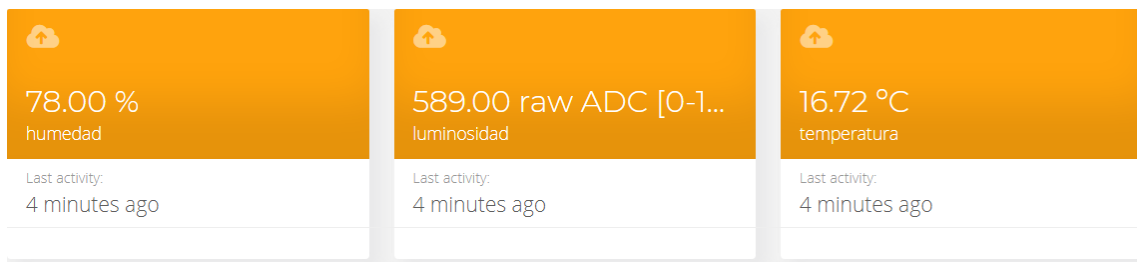 78.00 %
humedad
Last activity:
4 minutes ago
589.00 raw ADC [0-1...
luminosidad
Last activity:
4 minutes ago
16.72 ºC
temperatura
Last activity:
4 minutes ago